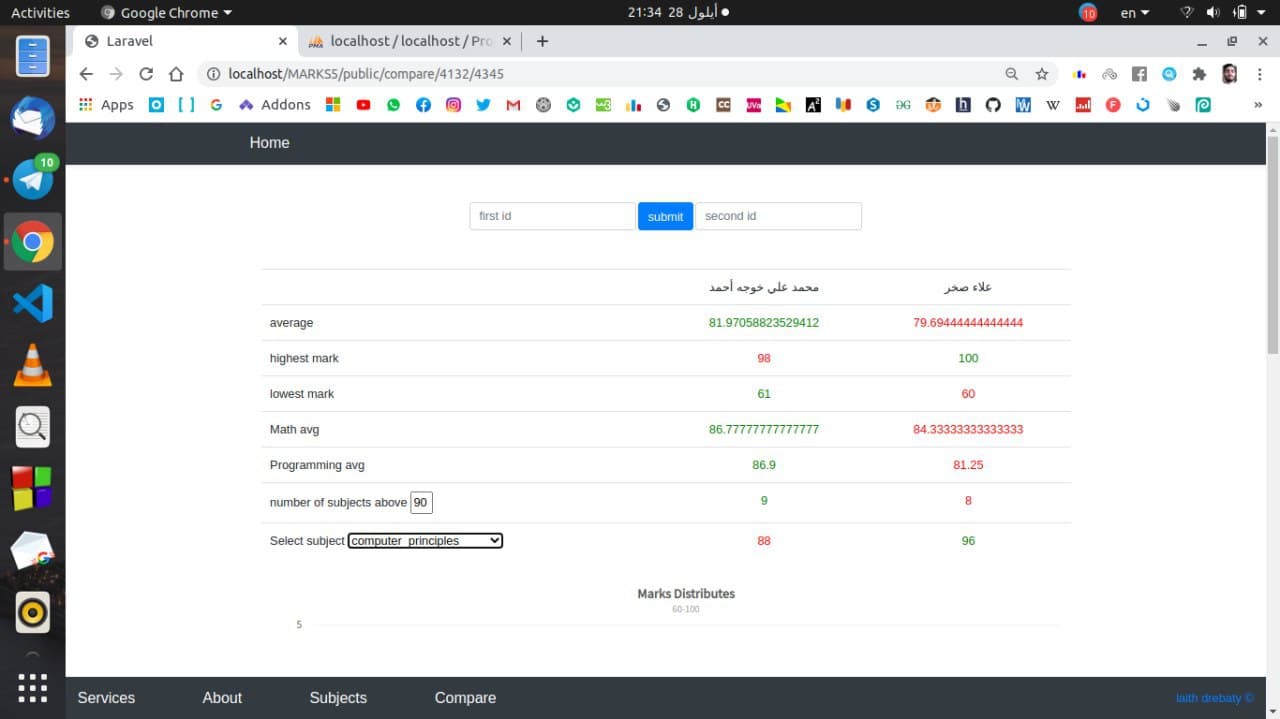 Activities Google Chrome 21:34 28 أيلول 10 en
Laravel localhost / localhost / Pro
localhost/MARKS5/public/compare/4132/4345
Apps Addons
10
Home
first id submit second id
محمد علي خوجه أحمد علاء صخر
average 81.97058823529412 79.69444444444444
highest mark 98 100
lowest mark 61 60
Math avg 86.77777777777777 84.33333333333333
Programming avg 86.9 81.25
number of subjects above 90 9 8
Select subject computer_principles 88 96
Marks Distributes
60-100
5
Services About Subjects Compare laith drebaty ©